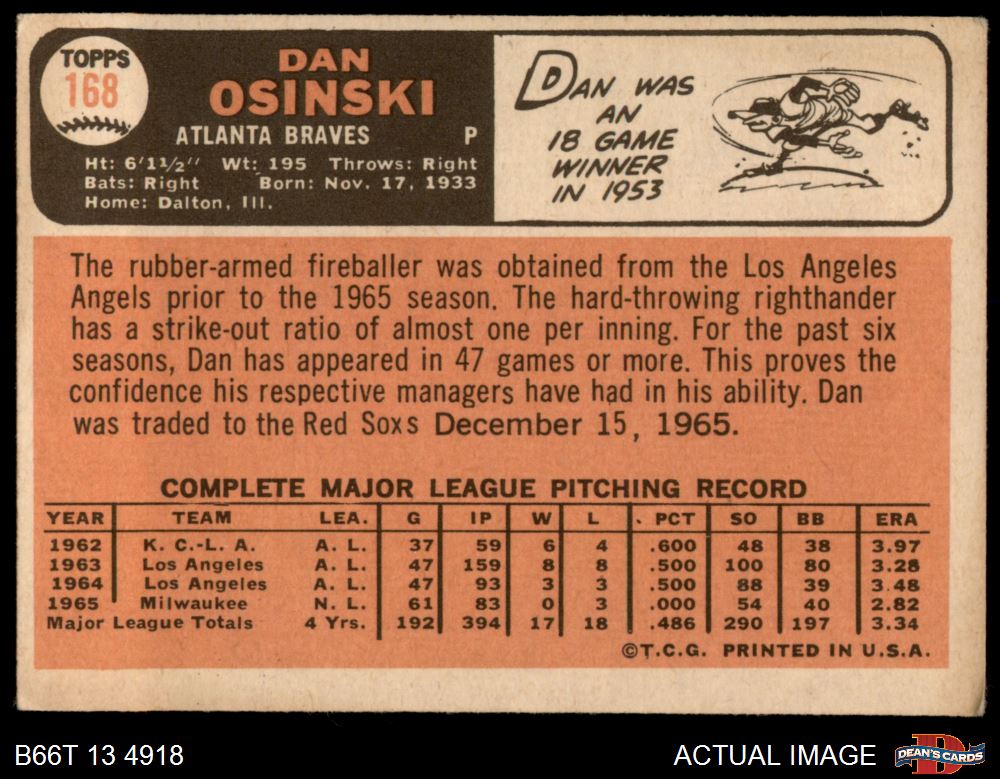 TOPPS
168
DAN
OSINSKI
ATLANTA BRAVES P
Ht: 6'1 1/2" Wt: 195 Throws: Right
Bats: Right Born: Nov. 17, 1933
Home: Dalton, Ill.
DAN WAS
AN
18 GAME
WINNER
IN 1953
The rubber-armed fireballer was obtained from the Los Angeles
Angels prior to the 1965 season. The hard-throwing righthander
has a strike-out ratio of almost one per inning. For the past six
seasons, Dan has appeared in 47 games or more. This proves the
confidence his respective managers have had in his ability. Dan
was traded to the Red Soxs December 15, 1965.
COMPLETE MAJOR LEAGUE PITCHING RECORD
YEAR TEAM LEA. G IP W L PCT SO BB ERA
1962 K. C.-L. A. A. L. 37 59 6 4 .600 48 38 3.97
1963 Los Angeles A. L. 47 159 8 8 .500 100 80 3.28
1964 Los Angeles A. L. 47 93 3 3 .500 88 39 3.48
1965 Milwaukee N. L. 61 83 0 3 .000 54 40 2.82
Major League Totals 4 Yrs. 192 394 17 18 .486 290 197 3.34
©T.C.G. PRINTED IN U.S.A.
B66T 13 4918 ACTUAL IMAGE DEAN'S CARDS